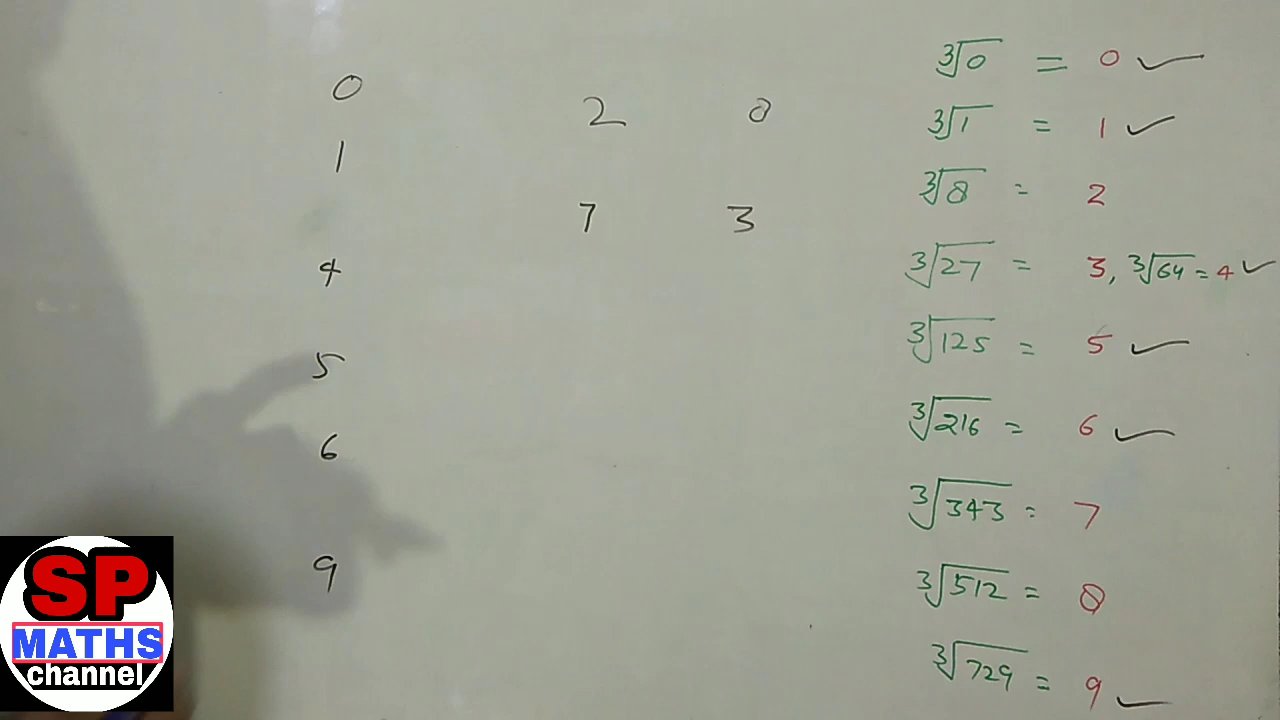 0
1
4
5
6
9
2 8
7 3
∛0 = 0 ✓
∛1 = 1 ✓
∛8 = 2
∛27 = 3, ∛64 = 4 ✓
∛125 = 5 ✓
∛216 = 6 ✓
∛343 = 7
∛512 = 8
∛729 = 9 ✓
SP
MATHS
channel